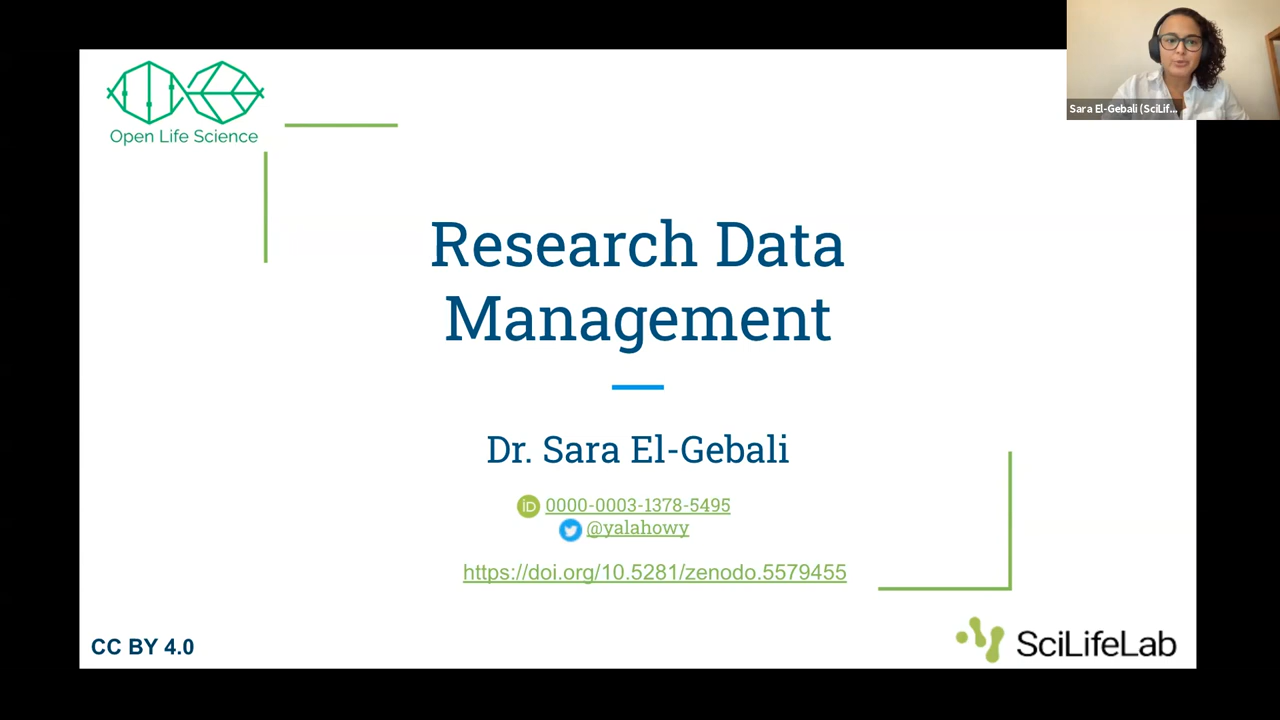 Open Life Science
Sara El-Gebali (SciLif...
Research Data
Management
Dr. Sara El-Gebali
iD 0000-0003-1378-5495
@yalahowy
https://doi.org/10.5281/zenodo.5579455
CC BY 4.0
SciLifeLab